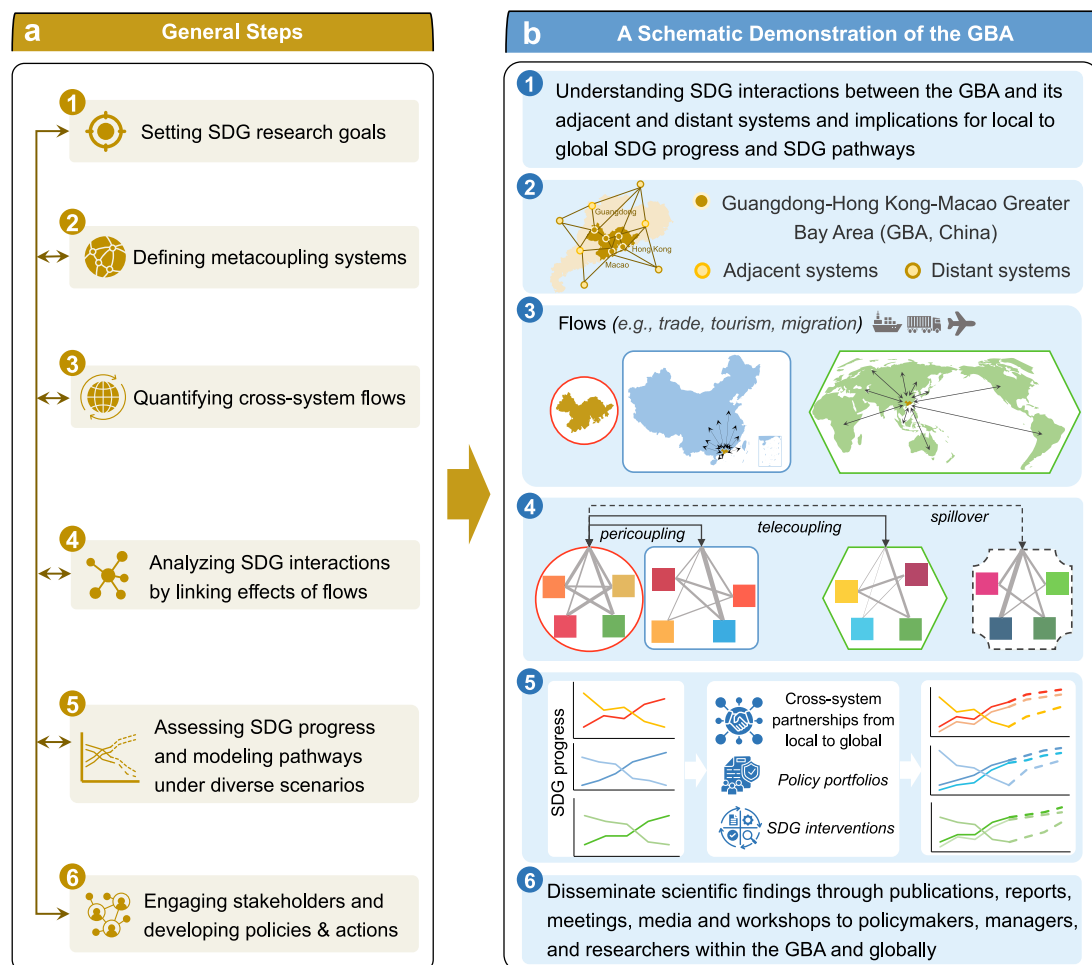 a
General Steps
1
Setting SDG research goals
2
Defining metacoupling systems
3
Quantifying cross-system flows
4
Analyzing SDG interactions
by linking effects of flows
5
Assessing SDG progress
and modeling pathways
under diverse scenarios
6
Engaging stakeholders and
developing policies & actions
b
A Schematic Demonstration of the GBA
1
Understanding SDG interactions between the GBA and its
adjacent and distant systems and implications for local to
global SDG progress and SDG pathways
2
Guangdong
Hong Kong
Macao
Guangdong-Hong Kong-Macao Greater
Bay Area (GBA, China)
Adjacent systems
Distant systems
3
Flows (e.g., trade, tourism, migration)
4
pericoupling
telecoupling
spillover
5
SDG progress
Cross-system
partnerships from
local to global
Policy portfolios
SDG interventions
6
Disseminate scientific findings through publications, reports,
meetings, media and workshops to policymakers, managers,
and researchers within the GBA and globally